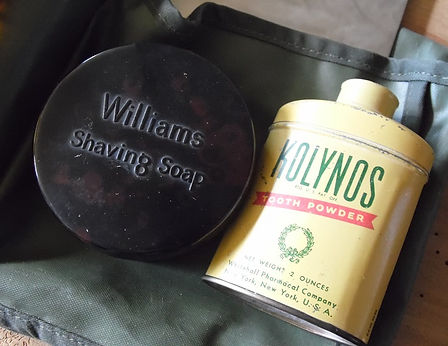 Williams
Shaving Soap
KOLYNOS
TOOTH POWDER
NET WEIGHT 2 OUNCES
Whitehall Pharmacal Company
New York, New York, U. S. A.